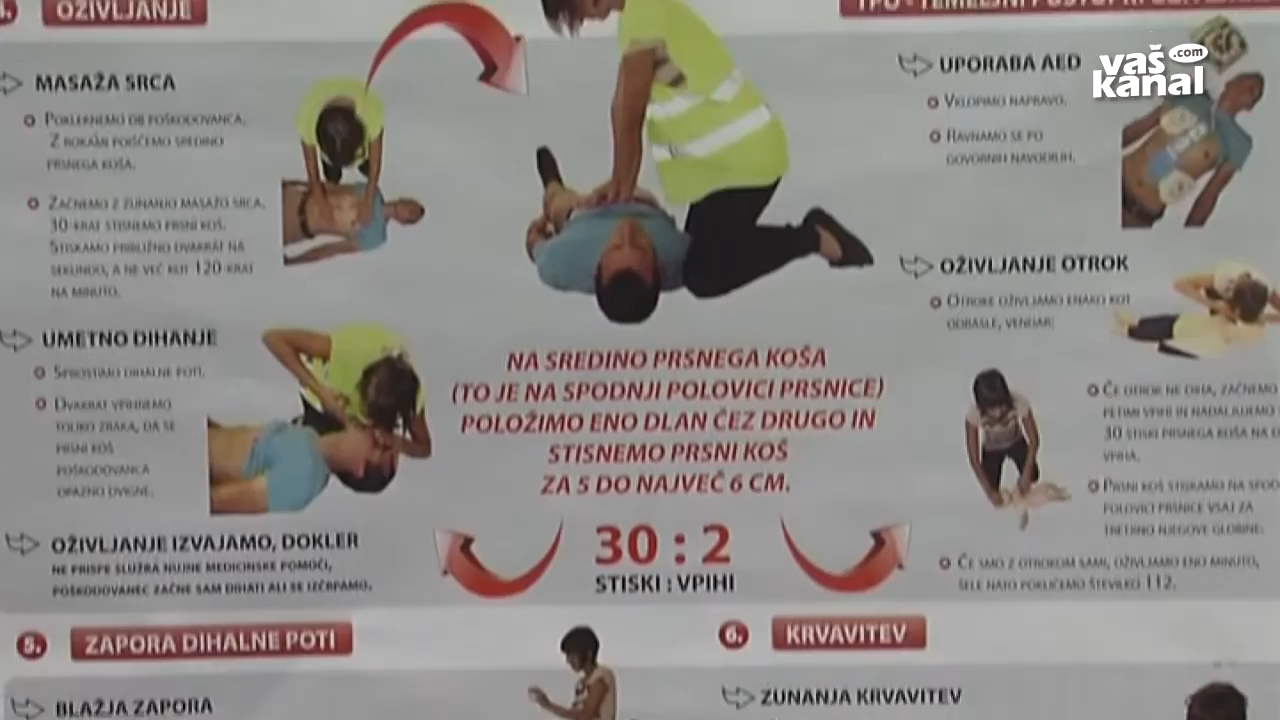 4. OŽIVLJANJE
MASAŽA SRCA
POKLEKNEMO OB POŠKODOVANCA.
Z ROKAMI POIŠČEMO SREDINO
PRSNEGA KOŠA.
ZAČNEMO Z ZUNANJO MASAŽO SRCA.
30-KRAT STISNEMO PRSNI KOŠ.
STISKAMO PRIBLIŽNO DVAKRAT NA
SEKUNDO, A NE VEČ KOT 120-KRAT
NA MINUTO.
UMETNO DIHANJE
SPROSTIMO DIHALNE POTI.
DVAKRAT VPIHNEMO
TOLIKO ZRAKA, DA SE
PRSNI KOŠ
POŠKODOVANCA
OPAZNO DVIGNE.
OŽIVLJANJE IZVAJAMO, DOKLER
NE PRISPE SLUŽBA NUJNE MEDICINSKE POMOČI,
POŠKODOVANEC ZAČNE SAM DIHATI ALI SE IZČRPAMO.
NA SREDINO PRSNEGA KOŠA
(TO JE NA SPODNJI POLOVICI PRSNICE)
POLOŽIMO ENO DLAN ČEZ DRUGO IN
STISNEMO PRSNI KOŠ
ZA 5 DO NAJVEČ 6 CM.
30 : 2
STISKI : VPIHI
TPO - TEMELJNI POSTOPKI
vaš kanal .com
UPORABA AED
VKLOPIMO NAPRAVO.
RAVNAMO SE PO
GOVORNIH NAVODILIH.
OŽIVLJANJE OTROK
OTROKE OŽIVLJAMO ENAKO KOT
ODRASLE, VENDAR:
ČE OTROK NE DIHA, ZAČNEMO
PETIMI VPIHI IN NADALJUJEMO
30 STISKI PRSNEGA KOŠA NA
VPIHA.
PRSNI KOŠ STISKAMO NA SPOD
POLOVICI PRSNICE VSAJ ZA
TRETJINO NJEGOVE GLOBINE.
ČE SMO Z OTROKOM SAMI, OŽIVLJAMO ENO MINUTO,
ŠELE NATO POKLIČEMO ŠTEVILKO 112.
5. ZAPORA DIHALNE POTI
BLAŽJA ZAPORA
6. KRVAVITEV
ZUNANJA KRVAVITEV